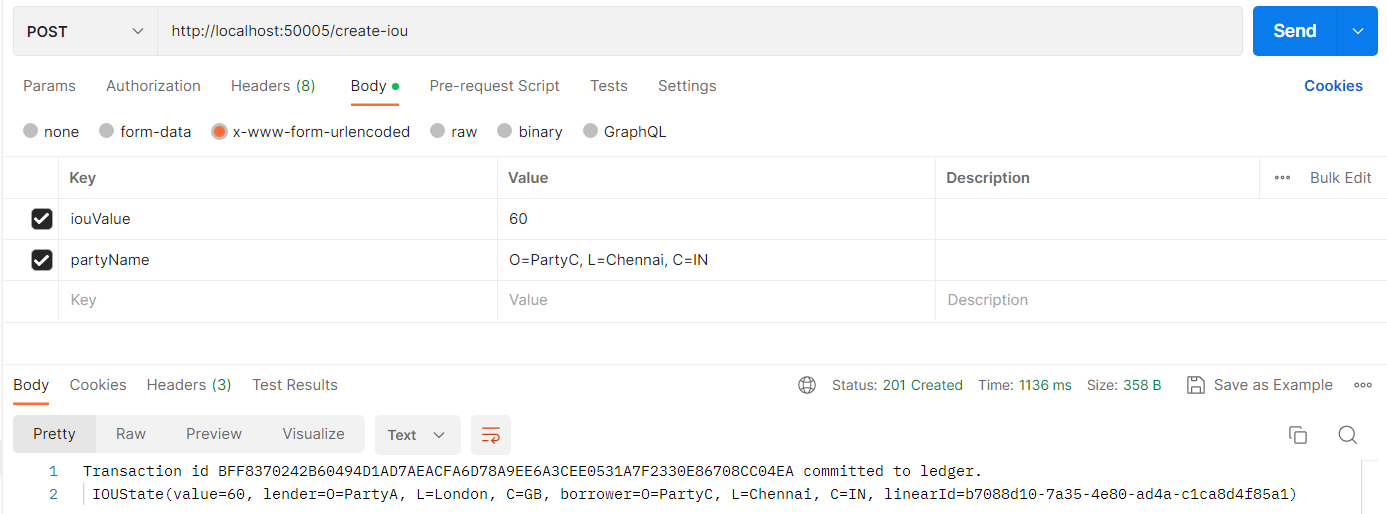 POST http://localhost:50005/create-iou Send
Params Authorization Headers (8) Body Pre-request Script Tests Settings Cookies
none form-data x-www-form-urlencoded raw binary GraphQL
Key Value Description ••• Bulk Edit
iouValue 60
partyName O=PartyC, L=Chennai, C=IN
Key Value Description
Body Cookies Headers (3) Test Results Status: 201 Created Time: 1136 ms Size: 358 B Save as Example •••
Pretty Raw Preview Visualize Text
1 Transaction id BFF8370242B60494D1AD7AEACFA6D78A9EE6A3CEE0531A7F2330E86708CC04EA committed to ledger.
2 IOUState(value=60, lender=O=PartyA, L=London, C=GB, borrower=O=PartyC, L=Chennai, C=IN, linearId=b7088d10-7a35-4e80-ad4a-c1ca8d4f85a1)